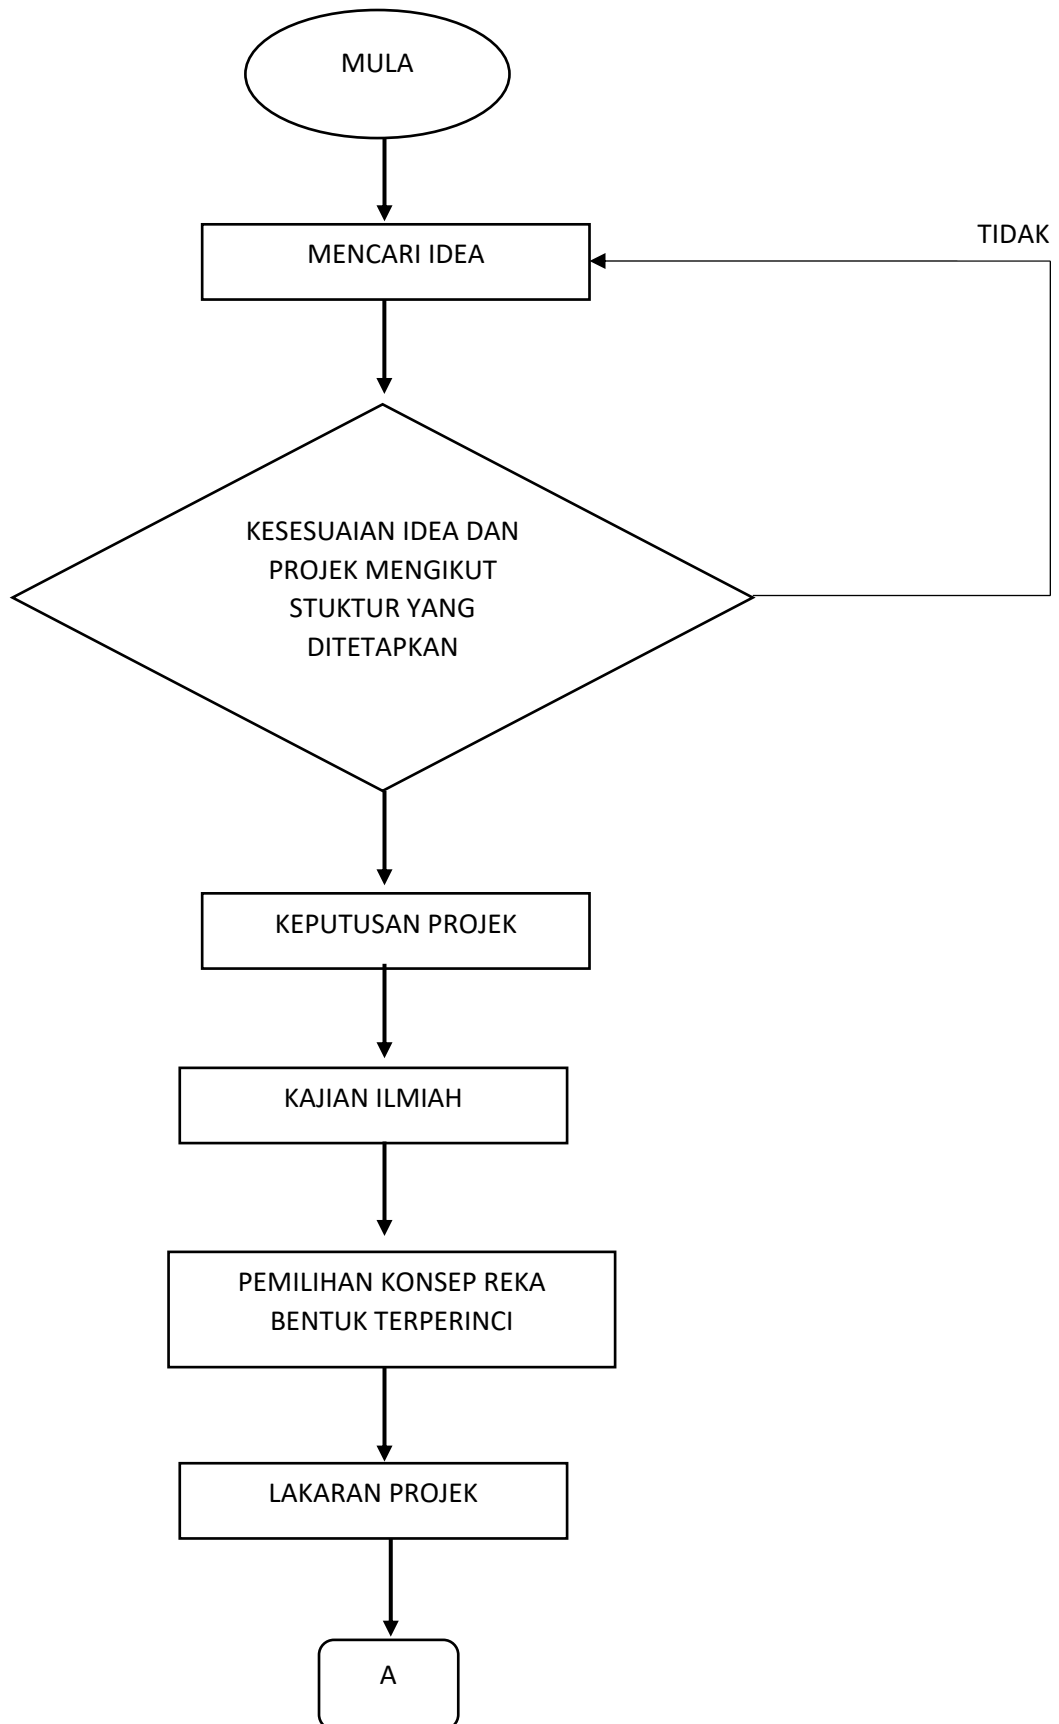 MULA
MENCARI IDEA
TIDAK
KESESUAIAN IDEA DAN
PROJEK MENGIKUT
STUKTUR YANG
DITETAPKAN
KEPUTUSAN PROJEK
KAJIAN ILMIAH
PEMILIHAN KONSEP REKA
BENTUK TERPERINCI
LAKARAN PROJEK
A